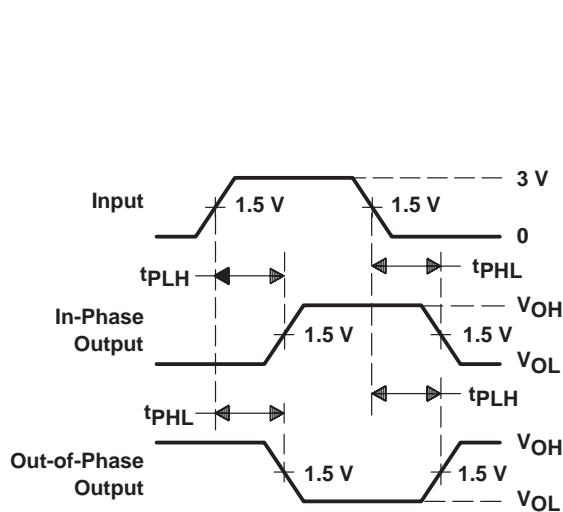 3 V
Input
1.5 V
1.5 V
0
tPLH
tPHL
VOH
In-Phase
Output
1.5 V
1.5 V
VOL
tPLH
tPHL
VOH
Out-of-Phase
Output
1.5 V
1.5 V
VOL